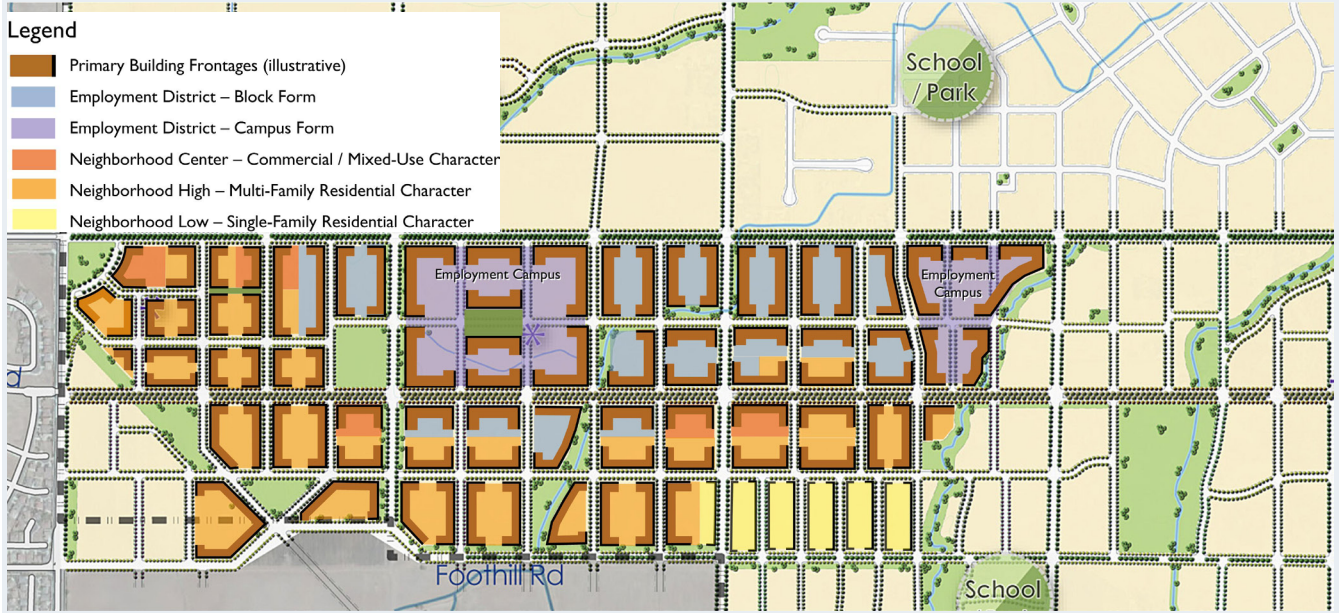 Legend
Primary Building Frontages (illustrative)
Employment District – Block Form
Employment District – Campus Form
Neighborhood Center – Commercial / Mixed-Use Character
Neighborhood High – Multi-Family Residential Character
Neighborhood Low – Single-Family Residential Character
School
/ Park
Employment Campus
Employment
Campus
d
Foothill Rd
School